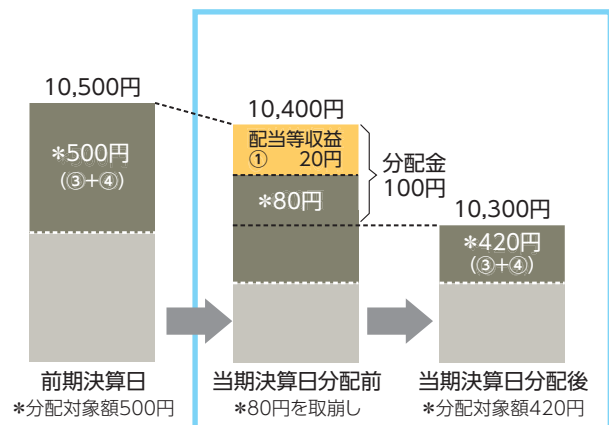 10,500円
*500円
(③+④)
前期決算日
*分配対象額500円
10,400円
配当等収益
① 20円
*80円
分配金
100円
当期決算日分配前
*80円を取崩し
10,300円
*420円
(③+④)
当期決算日分配後
*分配対象額420円